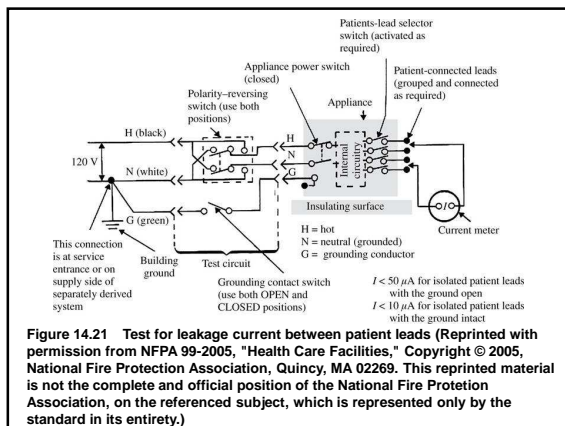 Patients-lead selector
switch (activated as
required)
Appliance power switch
(closed)
Patient-connected leads
(grouped and connected
as required)
Polarity–reversing
switch (use both
positions)
Appliance
H (black)
H
120 V
N
N (white)
G
Internal
circuitry
G (green)
Insulating surface
I
Current meter
This connection
is at service
entrance or on
supply side of
separately derived
system
Building
ground
Test circuit
Grounding contact switch
(use both OPEN and
CLOSED positions)
H = hot
N = neutral (grounded)
G = grounding conductor
I < 50 μA for isolated patient leads
with the ground open
I < 10 μA for isolated patient leads
with the ground intact
Figure 14.21 Test for leakage current between patient leads (Reprinted with
permission from NFPA 99-2005, "Health Care Facilities," Copyright © 2005,
National Fire Protection Association, Quincy, MA 02269. This reprinted material
is not the complete and official position of the National Fire Protetion
Association, on the referenced subject, which is represented only by the
standard in its entirety.)